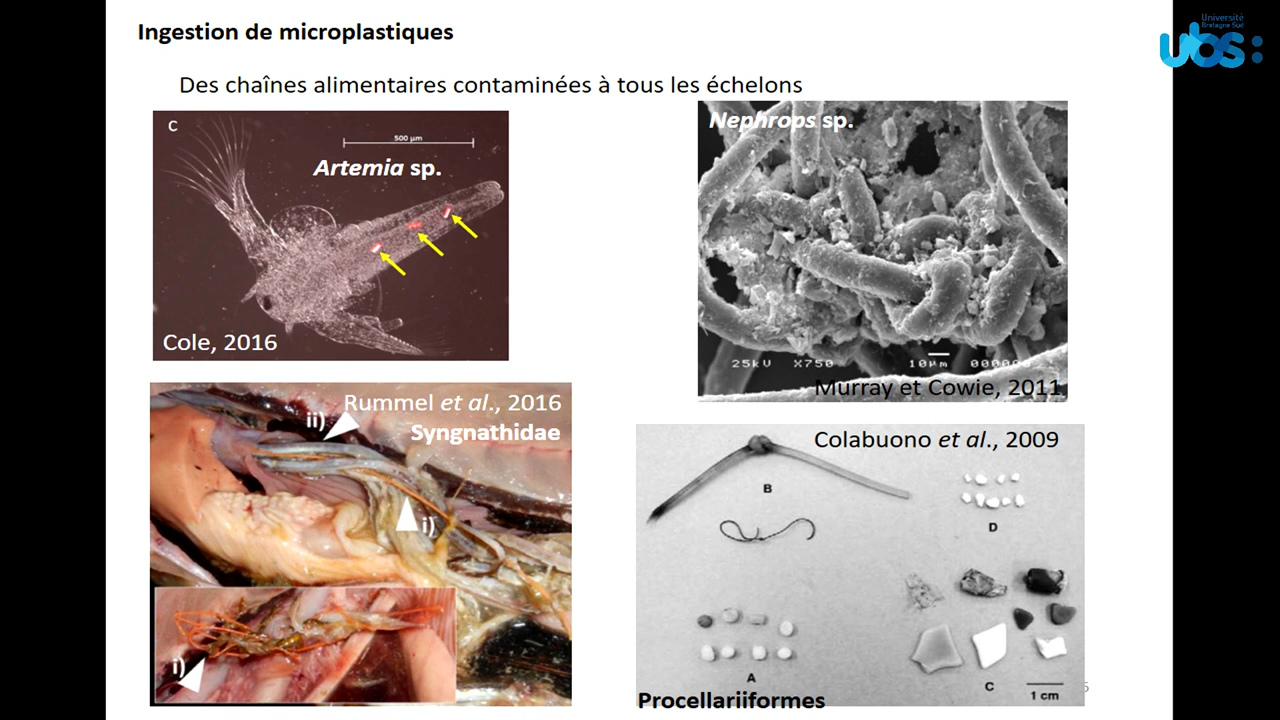 Ingestion de microplastiques
Université
Bretagne Sud
ubs:
Des chaînes alimentaires contaminées à tous les échelons
C
500 µm
Artemia sp.
Cole, 2016
Nephrops sp.
25kV X750 10µm
Murray et Cowie, 2011
Rummel et al., 2016
Syngnathidae
ii)
i)
i)
Colabuono et al., 2009
B
D
A
C
1 cm
Procellariiformes